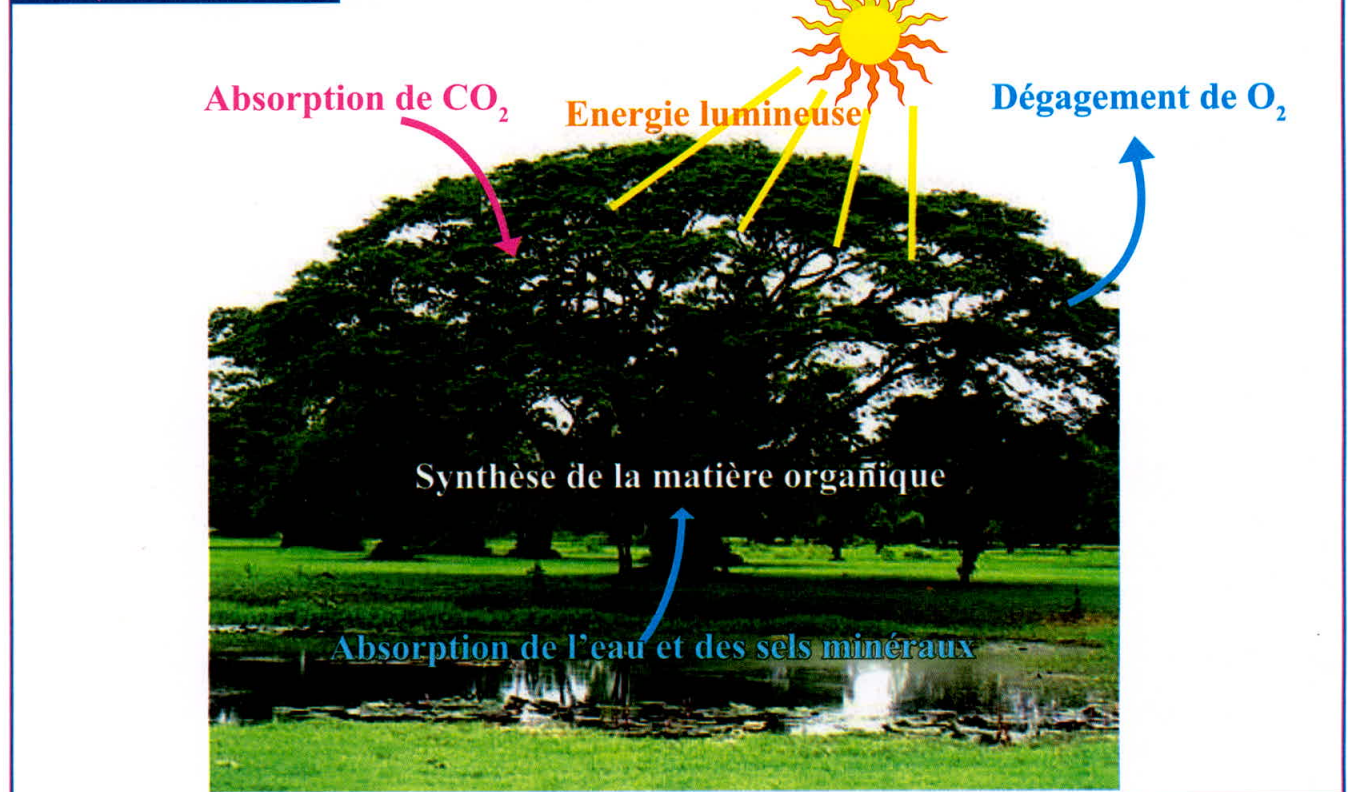 Absorption de CO₂
Energie lumineuse
Dégagement de O₂
Synthèse de la matière organique
Absorption de l'eau et des sels minéraux